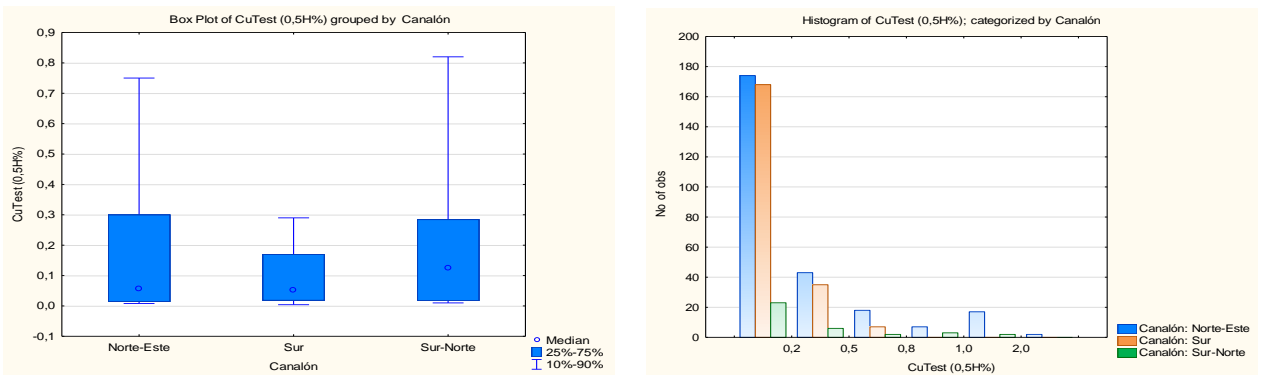 Box Plot of CuTest (0,5H%) grouped by Canalón
0,9
0,8
0,7
0,6
0,5
0,4
0,3
0,2
0,1
0,0
-0,1
CuTest (0,5H%)
Norte-Este Sur Sur-Norte
Canalón
Median
25%-75%
10%-90%
Histogram of CuTest (0,5H%); categorized by Canalón
200
180
160
140
120
100
80
60
40
20
0
No of obs
0,2 0,5 0,8 1,0 2,0
CuTest (0,5H%)
Canalón: Norte-Este
Canalón: Sur
Canalón: Sur-Norte